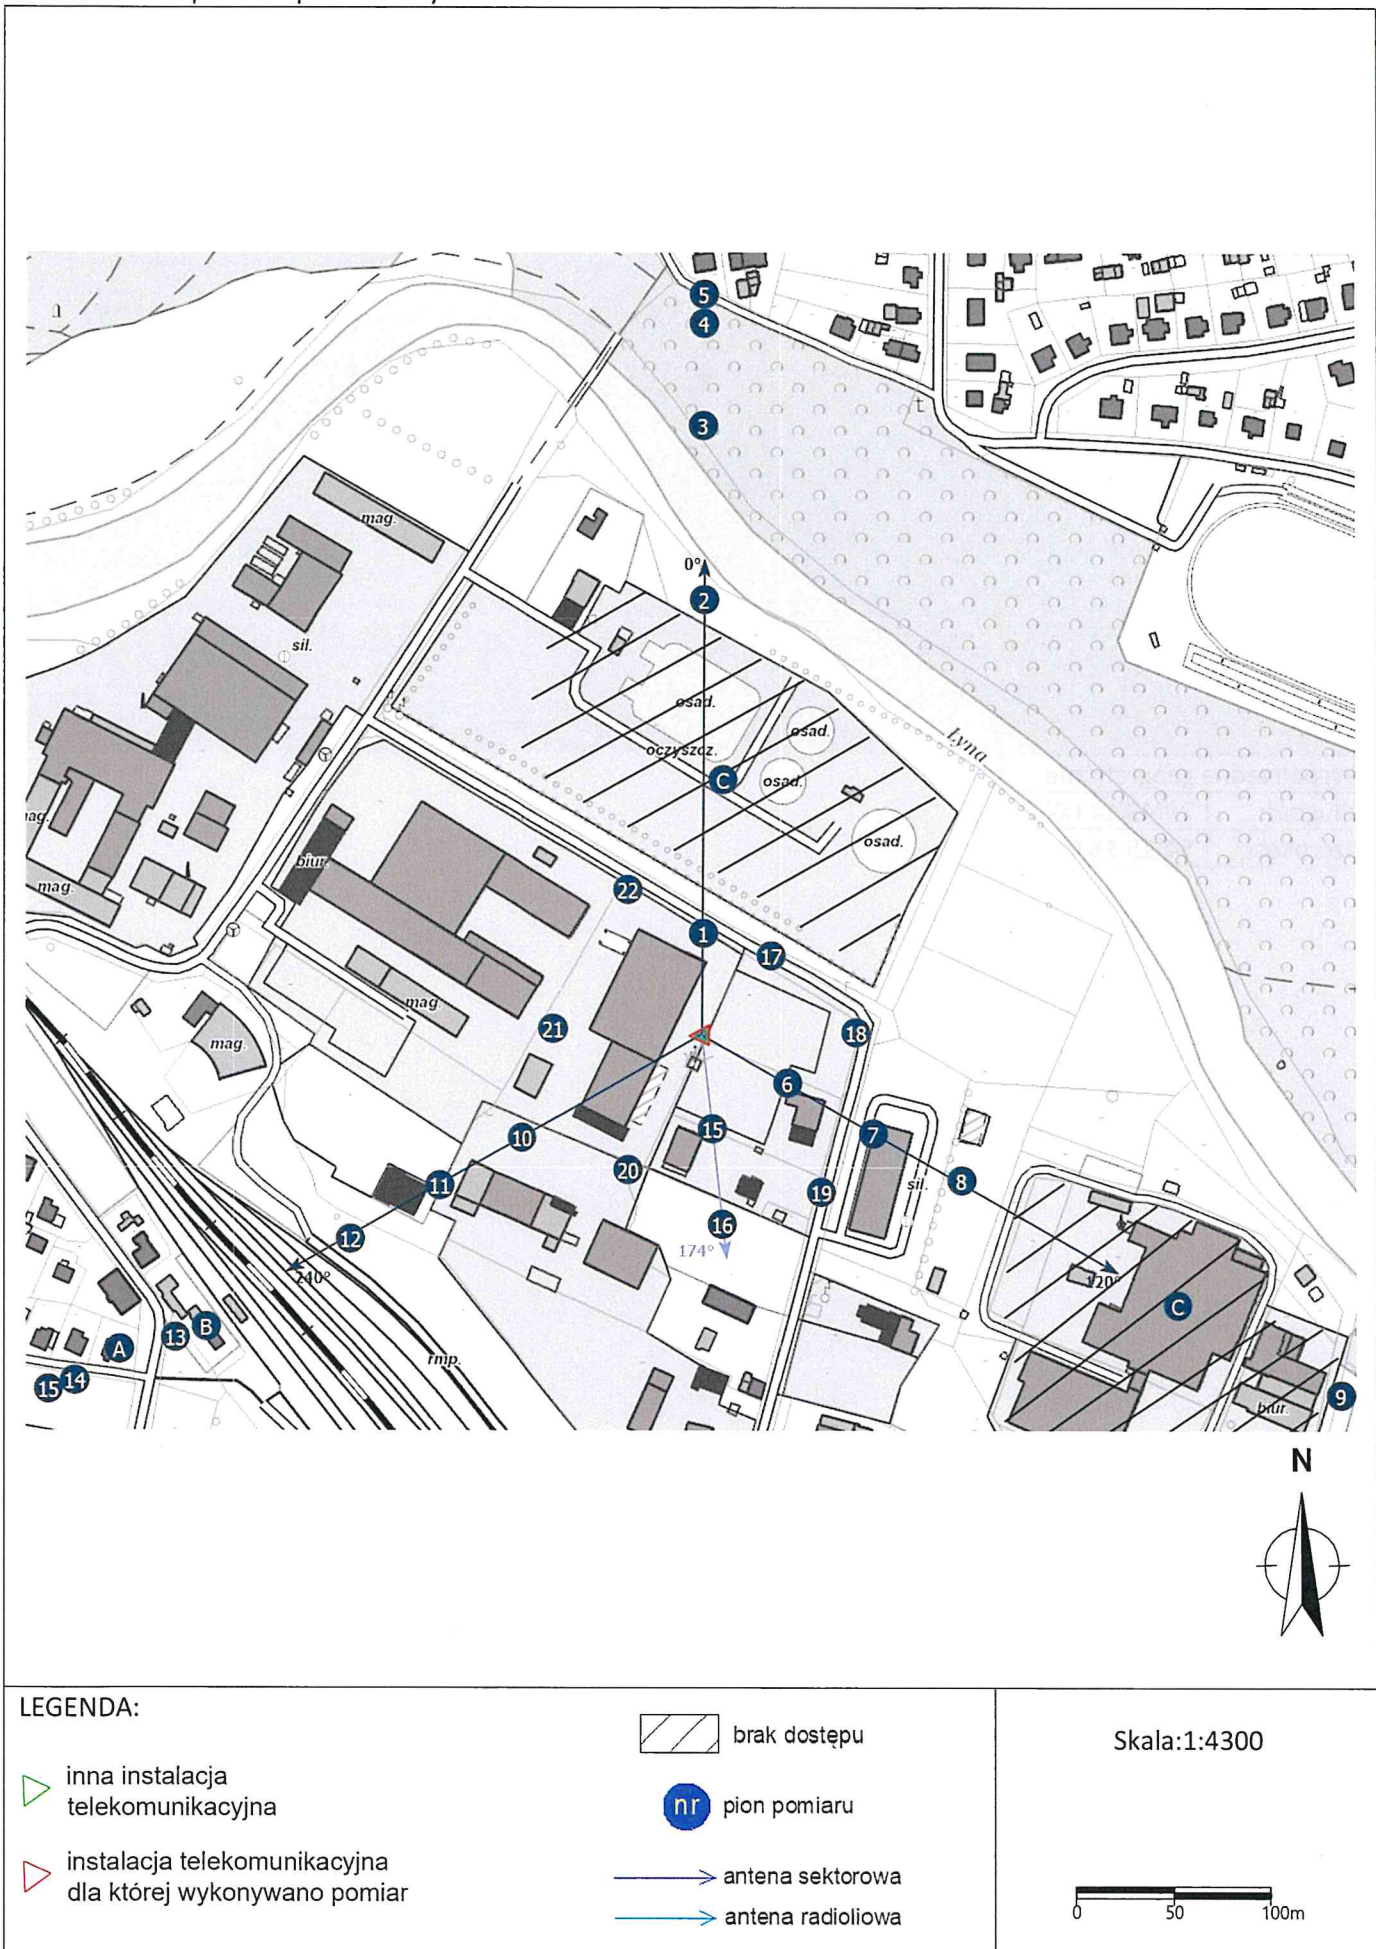 5
4
3
t
mag.
0°
2
sil.
osad.
osad.
oczyszcz.
C
osad.
Łyna
osad.
mag.
biur.
22
mag.
1
17
mag.
21
18
mag.
6
10
15
7
11
20
sil.
8
19
16
12
174°
240°
120°
C
13
B
A
rmp.
15
14
9
biur.
N
LEGENDA:
inna instalacja
telekomunikacyjna
instalacja telekomunikacyjna
dla której wykonywano pomiar
brak dostępu
nr pion pomiaru
antena sektorowa
antena radioliowa
Skala:1:4300
0 50 100m